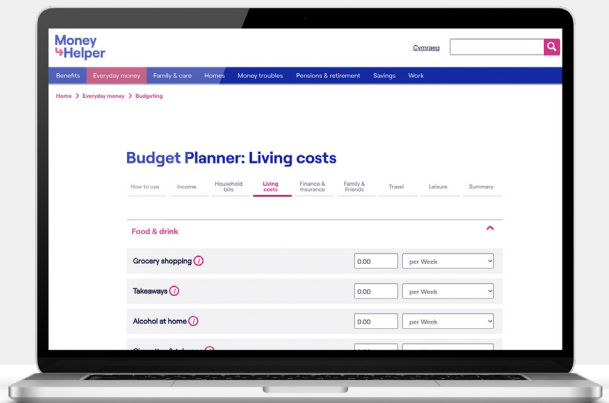 Money
Helper
Cymraeg
Benefits Everyday money Family & care Homes Money troubles Pensions & retirement Savings Work
Home > Everyday money > Budgeting
Budget Planner: Living costs
How to use Income Household bills Living costs Finance & Insurance Family & Friends Travel Leisure Summary
Food & drink
Grocery shopping i 0.00 per Week
Takeaways i 0.00 per Week
Alcohol at home i 0.00 per Week